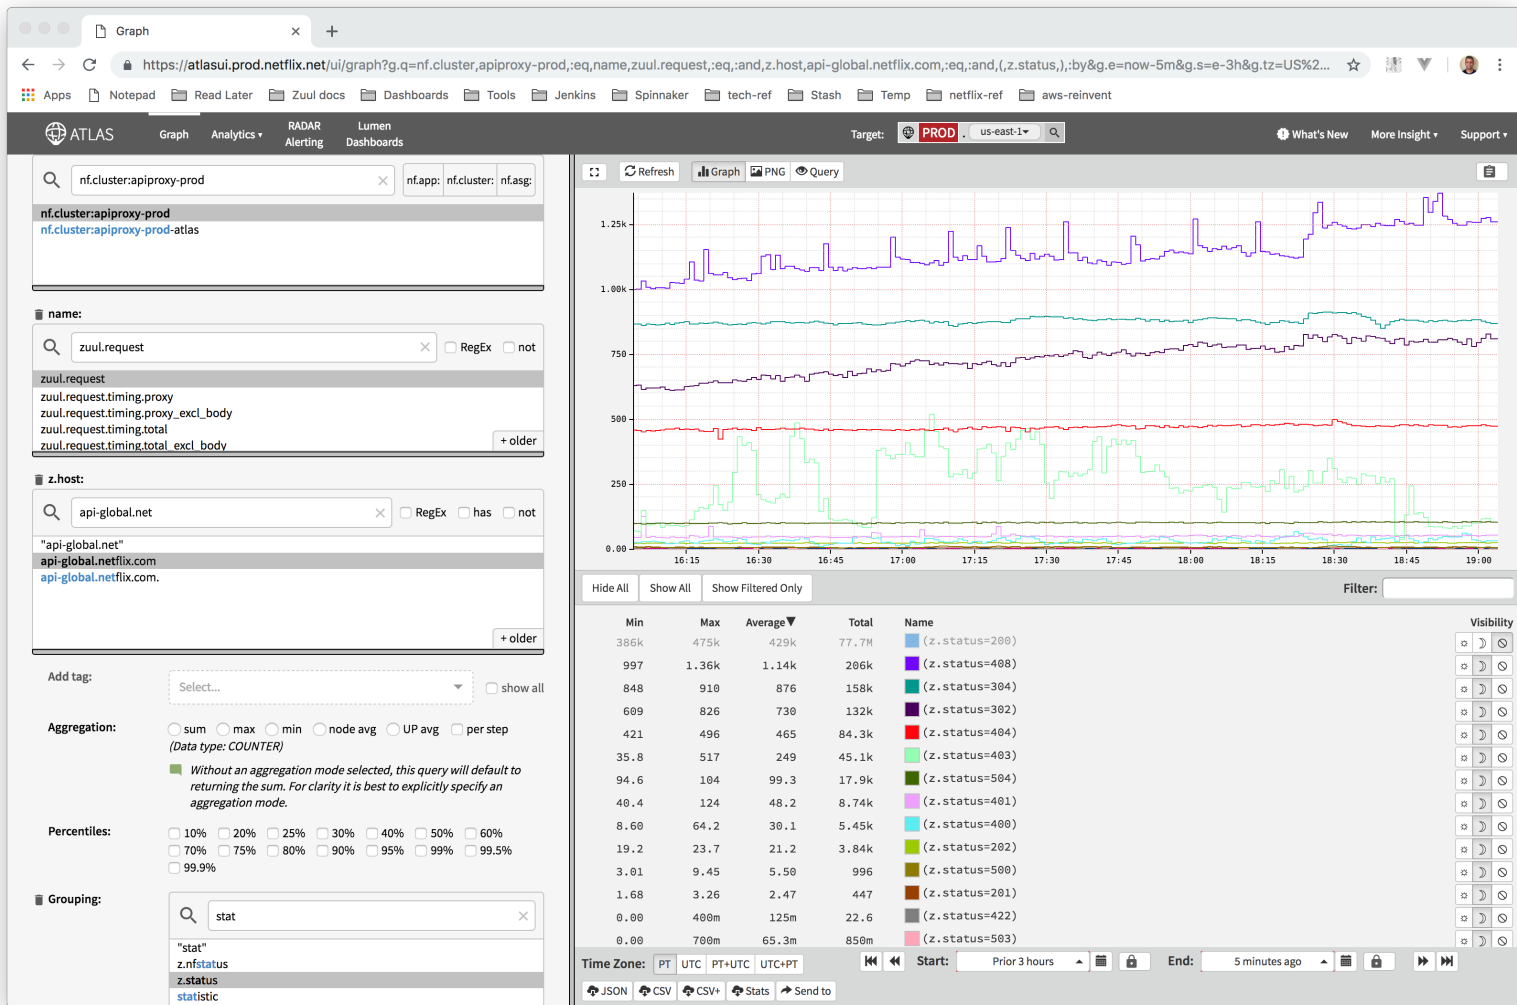 Graph
https://atlasui.prod.netflix.net/ui/graph?g.q=nf.cluster,apiproxy-prod,:eq,name,zuul.request,:eq,:and,z.host,api-global.netflix.com,:eq,:and,(,z.status,),:by&g.e=now-5m&g.s=e-3h&g.tz=US%2...
Apps Notepad Read Later Zuul docs Dashboards Tools Jenkins Spinnaker tech-ref Stash Temp netflix-ref aws-reinvent
ATLAS Graph Analytics RADAR Alerting Lumen Dashboards Target: PROD . us-east-1 What's New More Insight Support
nf.cluster:apiproxy-prod nf.app: nf.cluster: nf.asg:
nf.cluster:apiproxy-prod
nf.cluster:apiproxy-prod-atlas
name:
zuul.request RegEx not
zuul.request
zuul.request.timing.proxy
zuul.request.timing.proxy_excl_body
zuul.request.timing.total
zuul.request.timing.total_excl_body
+ older
z.host:
api-global.net RegEx has not
"api-global.net"
api-global.netflix.com
api-global.netflix.com.
+ older
Add tag: Select... show all
Aggregation: sum max min node avg UP avg per step
(Data type: COUNTER)
Without an aggregation mode selected, this query will default to
returning the sum. For clarity it is best to explicitly specify an
aggregation mode.
Percentiles: 10% 20% 25% 30% 40% 50% 60%
70% 75% 80% 90% 95% 99% 99.5%
99.9%
Grouping: stat
"stat"
z.nfstatus
z.status
statistic
Refresh Graph PNG Query
1.25k
1.00k
750
500
250
0.00
16:15 16:30 16:45 17:00 17:15 17:30 17:45 18:00 18:15 18:30 18:45 19:00
Hide All Show All Show Filtered Only Filter:
Min Max Average Total Name Visibility
386k 475k 429k 77.7M (z.status=200)
997 1.36k 1.14k 206k (z.status=408)
848 910 876 158k (z.status=304)
609 826 730 132k (z.status=302)
421 496 465 84.3k (z.status=404)
35.8 517 249 45.1k (z.status=403)
94.6 104 99.3 17.9k (z.status=504)
40.4 124 48.2 8.74k (z.status=401)
8.60 64.2 30.1 5.45k (z.status=400)
19.2 23.7 21.2 3.84k (z.status=202)
3.01 9.45 5.50 996 (z.status=500)
1.68 3.26 2.47 447 (z.status=201)
0.00 400m 125m 22.6 (z.status=422)
0.00 700m 65.3m 850m (z.status=503)
Time Zone: PT UTC PT+UTC UTC+PT Start: Prior 3 hours End: 5 minutes ago
JSON CSV CSV+ Stats Send to